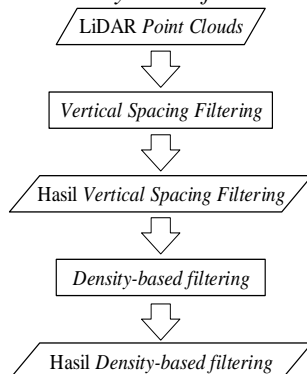 LiDAR Point Clouds
Vertical Spacing Filtering
Hasil Vertical Spacing Filtering
Density-based filtering
Hasil Density-based filtering